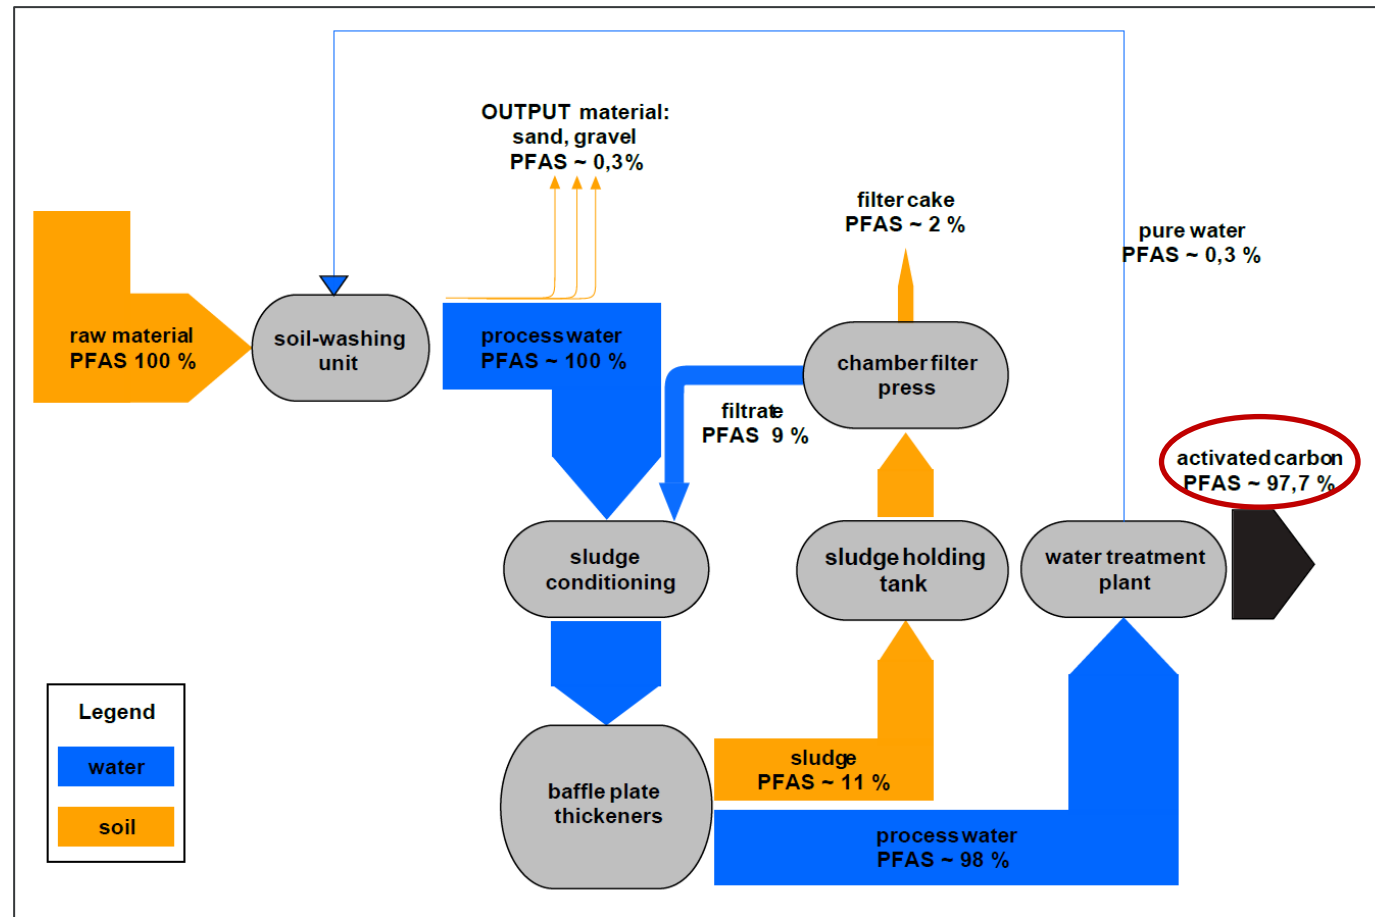 OUTPUT material:
sand, gravel
PFAS ~ 0,3%
filter cake
PFAS ~ 2 %
pure water
PFAS ~ 0,3 %
raw material
PFAS 100 %
soil-washing
unit
process water
PFAS ~ 100 %
chamber filter
press
filtrate
PFAS 9 %
activated carbon
PFAS ~ 97,7 %
sludge
conditioning
sludge holding
tank
water treatment
plant
Legend
water
soil
baffle plate
thickeners
sludge
PFAS ~ 11 %
process water
PFAS ~ 98 %